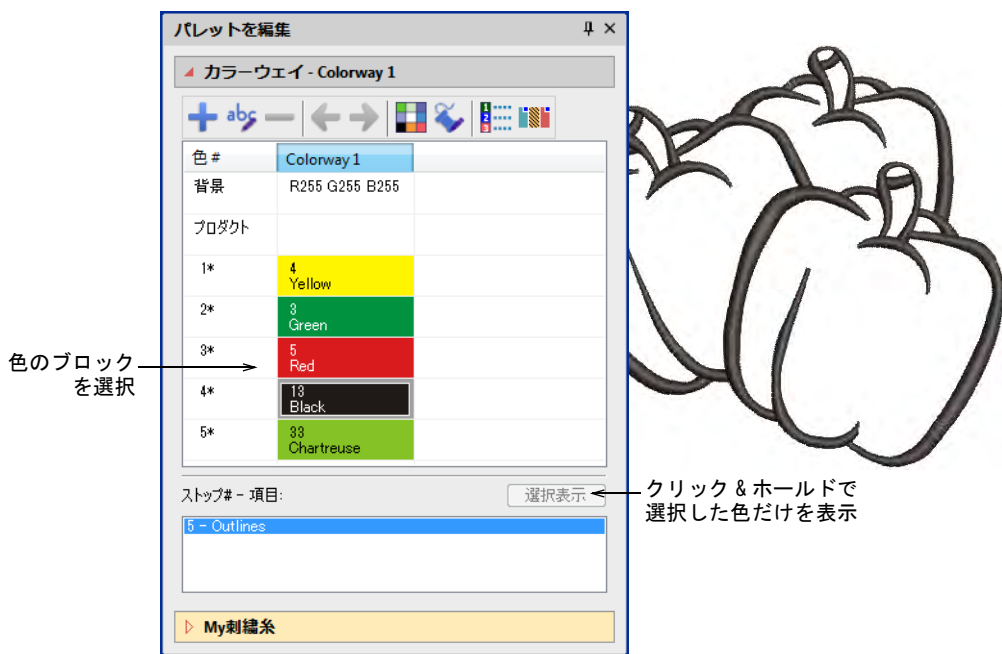 パレットを編集
カラーウェイ - Colorway 1
abc
1
2
3
色 # Colorway 1
背景 R255 G255 B255
プロダクト
1* 4
Yellow
2* 3
Green
3* 5
Red
4* 13
Black
5* 33
Chartreuse
色のブロック
を選択
ストップ# - 項目:
選択表示
クリック & ホールドで
選択した色だけを表示
5 - Outlines
My刺繍糸